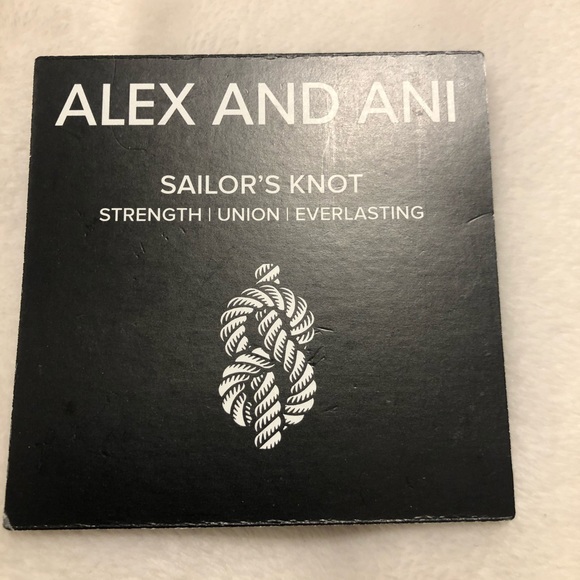 ALEX AND ANI
SAILOR'S KNOT
STRENGTH | UNION | EVERLASTING